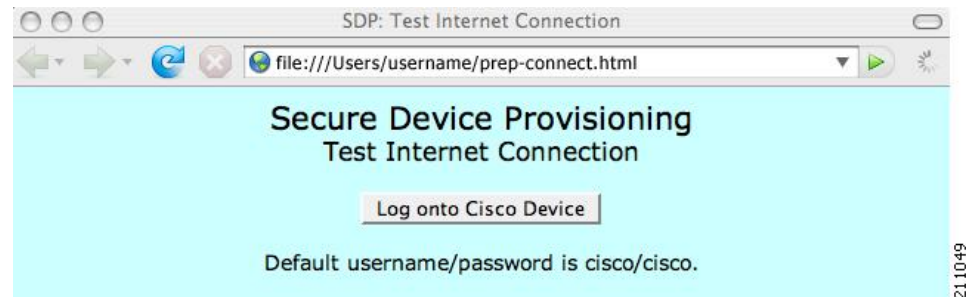 SDP: Test Internet Connection
file:///Users/username/prep-connect.html
Secure Device Provisioning
Test Internet Connection
Log onto Cisco Device
Default username/password is cisco/cisco.
211049